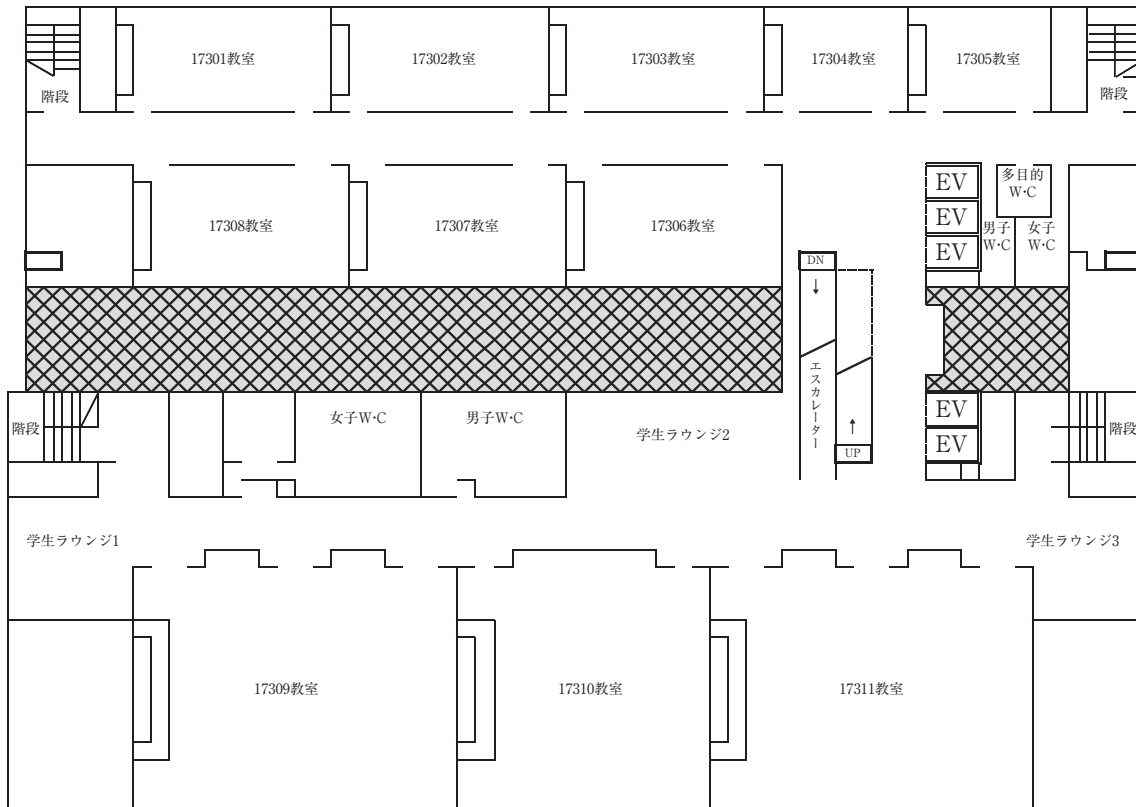 17301教室
17302教室
17303教室
17304教室
17305教室
階段
階段
17308教室
17307教室
17306教室
EV
EV
EV
多目的
W·C
男子
W·C
女子
W·C
DN
エスカレーター
UP
階段
女子W·C
男子W·C
学生ラウンジ2
EV
EV
階段
学生ラウンジ1
学生ラウンジ3
17309教室
17310教室
17311教室